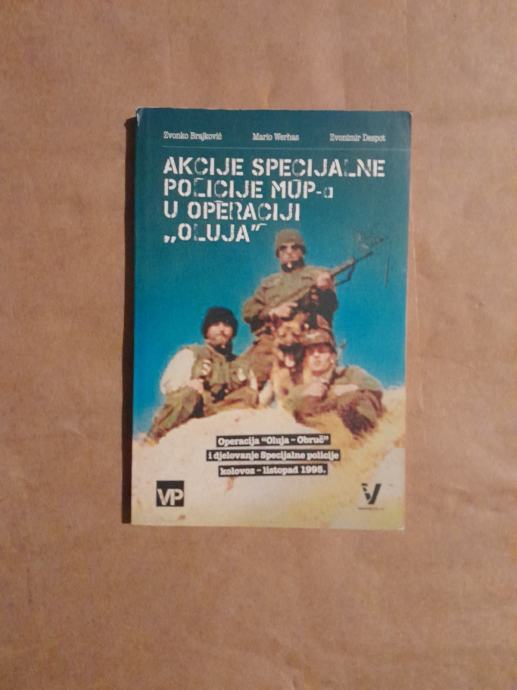 Zvonko Brajković Mario Werhas Zvonimir Despot
AKCIJE SPECIJALNE
POLICIJE MUP-a
U OPERACIJI
„OLUJA"
Operacija "Oluja – Obruč"
i djelovanje Specijalne policije
kolovoz – listopad 1995.
VP
V